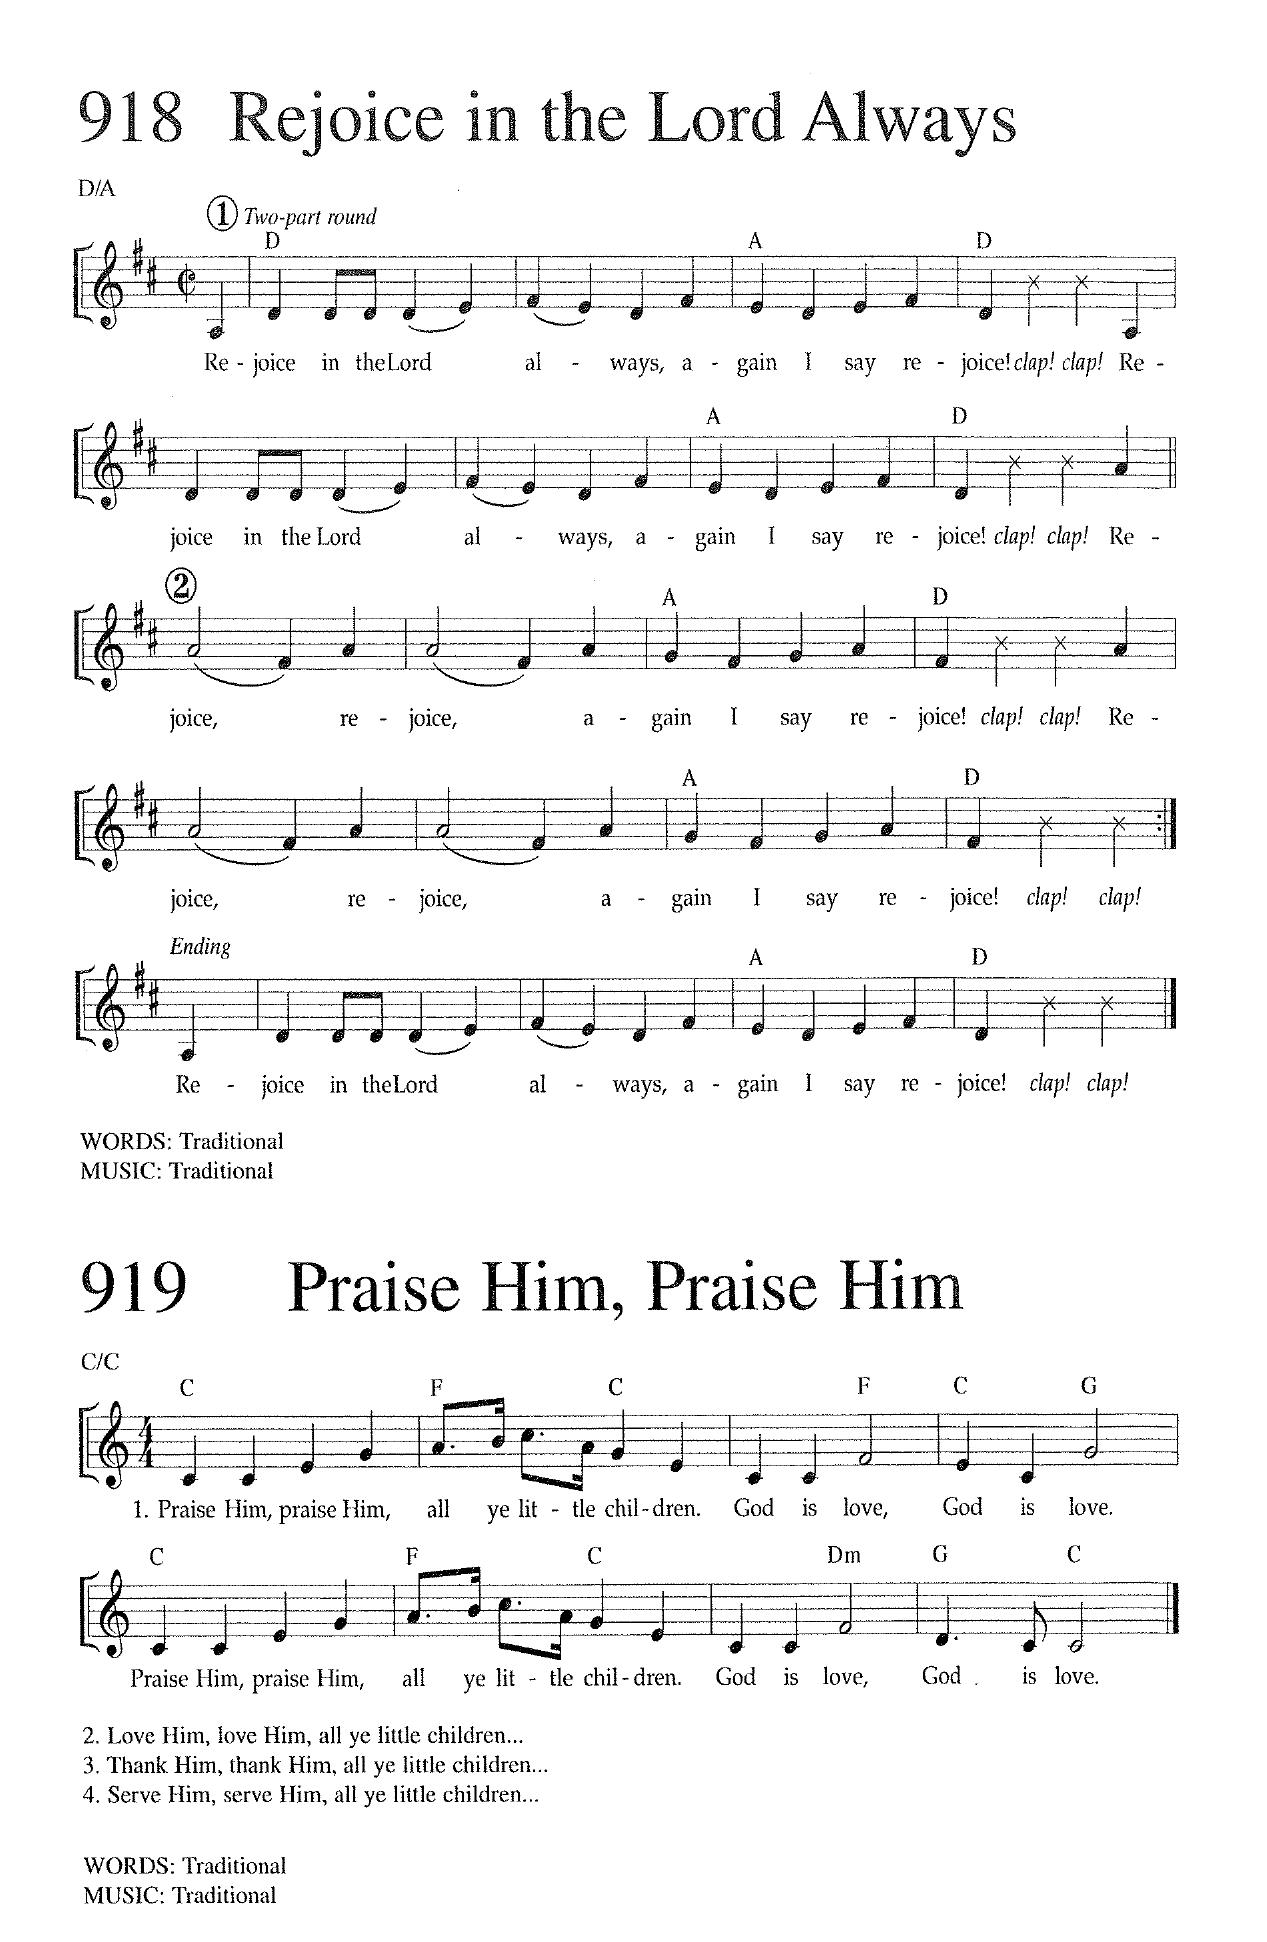 918 Rejoice in the Lord Always
D/A
1 Two-part round
D A D
Re - joice in the Lord al - ways, a - gain I say re - joice! clap! clap! Re -
A D
joice in the Lord al - ways, a - gain I say re - joice! clap! clap! Re -
2
A D
joice, re - joice, a - gain I say re - joice! clap! clap! Re -
A D
joice, re - joice, a - gain I say re - joice! clap! clap!
Ending
A D
Re - joice in the Lord al - ways, a - gain I say re - joice! clap! clap!
WORDS: Traditional
MUSIC: Traditional
919 Praise Him, Praise Him
C/C
C F C F C G
4
4
1. Praise Him, praise Him, all ye lit - tle chil - dren. God is love, God is love.
C F C Dm G C
Praise Him, praise Him, all ye lit - tle chil - dren. God is love, God is love.
2. Love Him, love Him, all ye little children...
3. Thank Him, thank Him, all ye little children...
4. Serve Him, serve Him, all ye little children...
WORDS: Traditional
MUSIC: Traditional